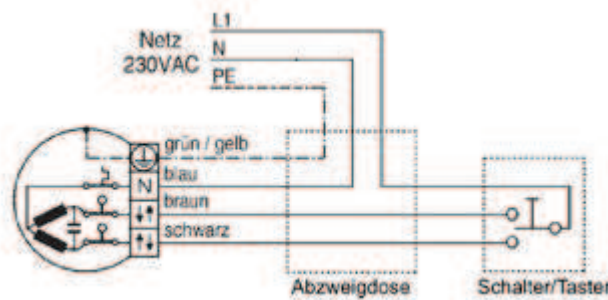 L1
Netz
230VAC
N
PE
grün / gelb
blau
N
braun
schwarz
Abzweigdose
Schalter/Taster